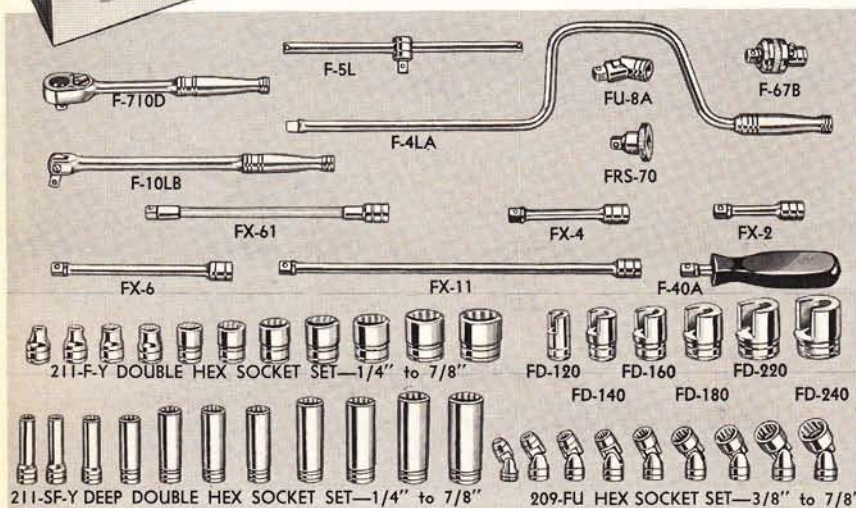 F-5L
F-67B
FU-8A
F-710D
F-4LA
F-10LB
FRS-70
FX-61
FX-4
FX-2
FX-6
FX-11
F-40A
211-F-Y DOUBLE HEX SOCKET SET—1/4" to 7/8"
FD-120 FD-160 FD-220
FD-140 FD-180 FD-240
211-SF-Y DEEP DOUBLE HEX SOCKET SET—1/4" to 7/8"
209-FU HEX SOCKET SET—3/8" to 7/8"